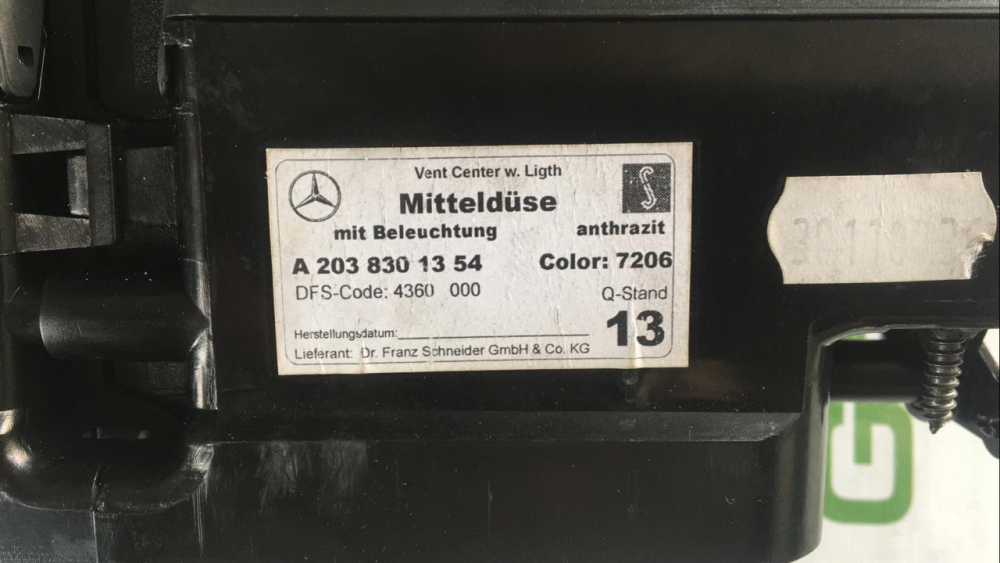 Vent Center w. Ligth
Mitteldüse
mit Beleuchtung anthrazit
A 203 830 13 54 Color: 7206
DFS-Code: 4360 000 Q-Stand
13
Herstellungsdatum:
Lieferant: Dr. Franz Schneider GmbH & Co. KG
G